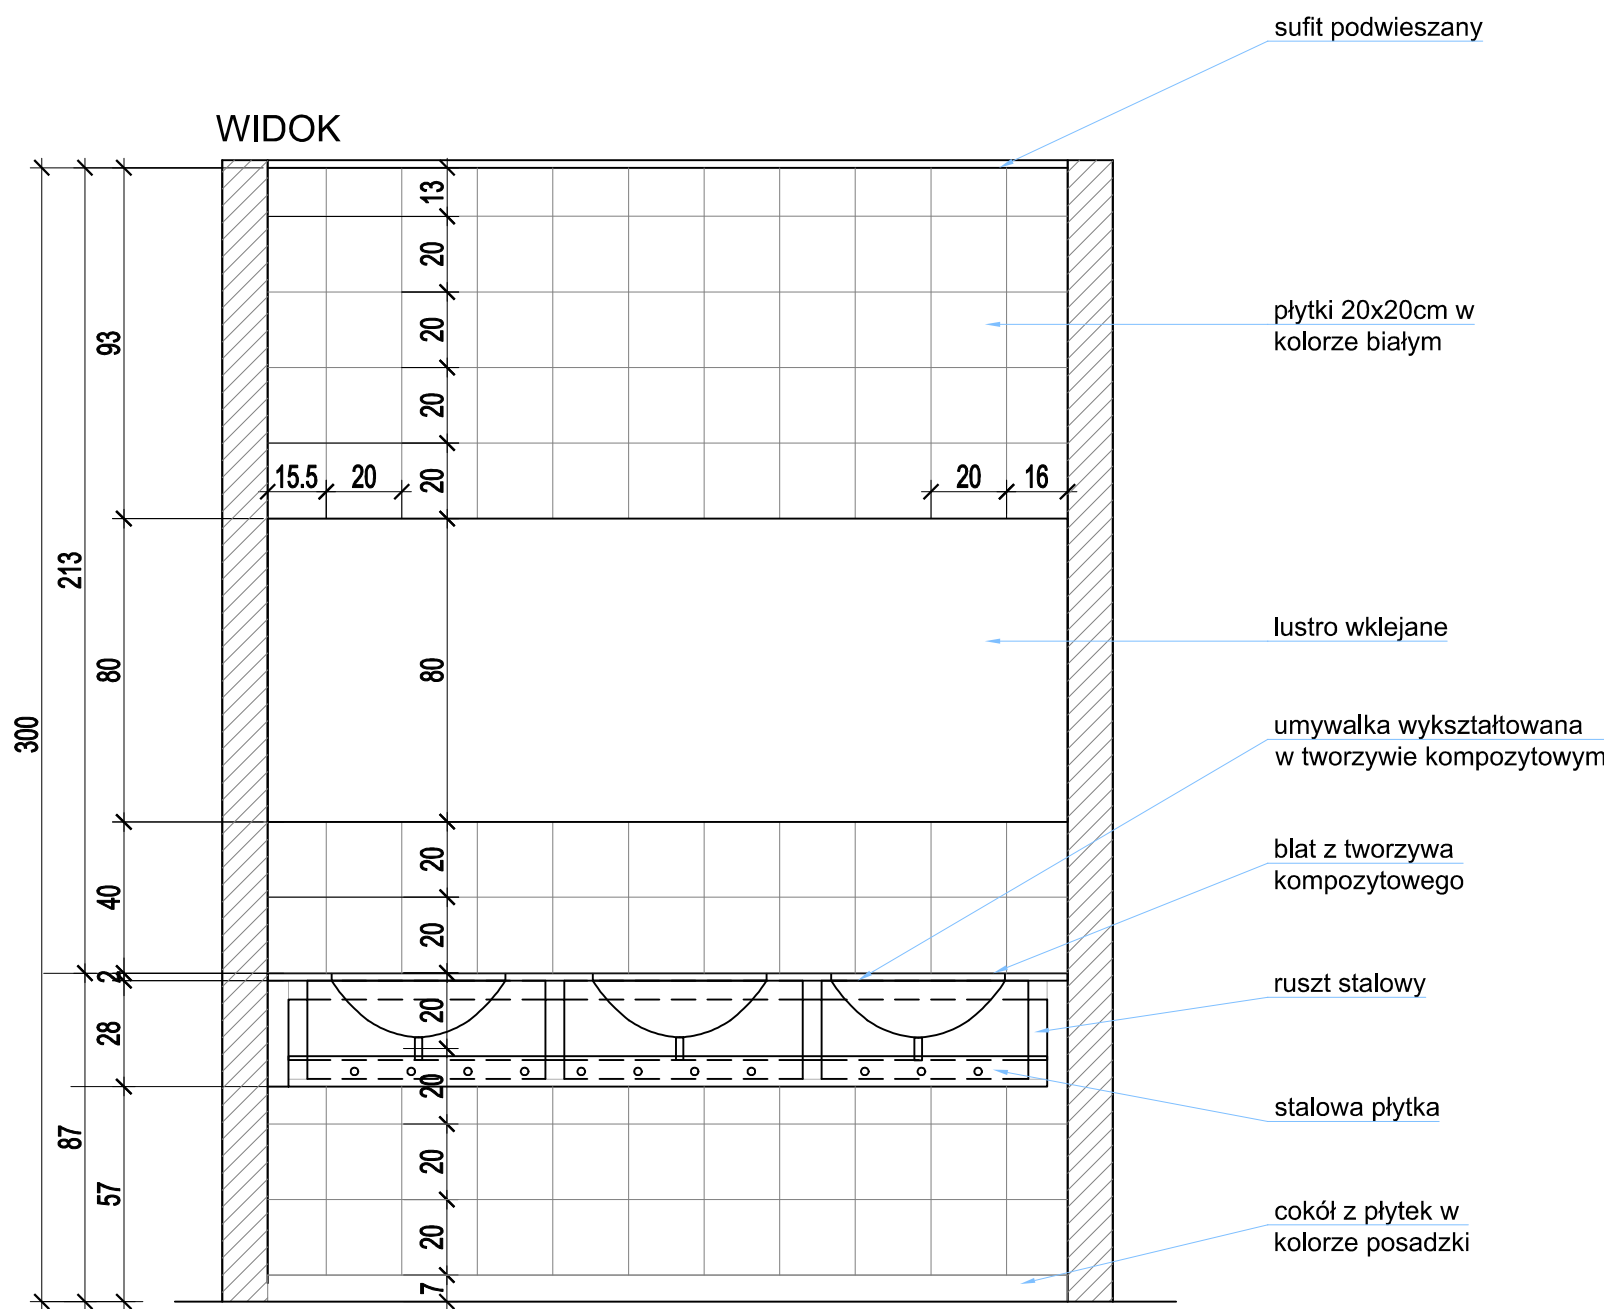 sufit podwieszany
WIDOK
13
20
20
20
20
15.5
20
20
16
płytki 20x20cm w
kolorze białym
93
213
80
80
300
lustro wklejane
umywalka wykształtowana
w tworzywie kompozytowym
blat z tworzywa
kompozytowego
20
40
20
2
ruszt stalowy
20
28
20
stalowa płytka
87
20
57
20
7
cokół z płytek w
kolorze posadzki